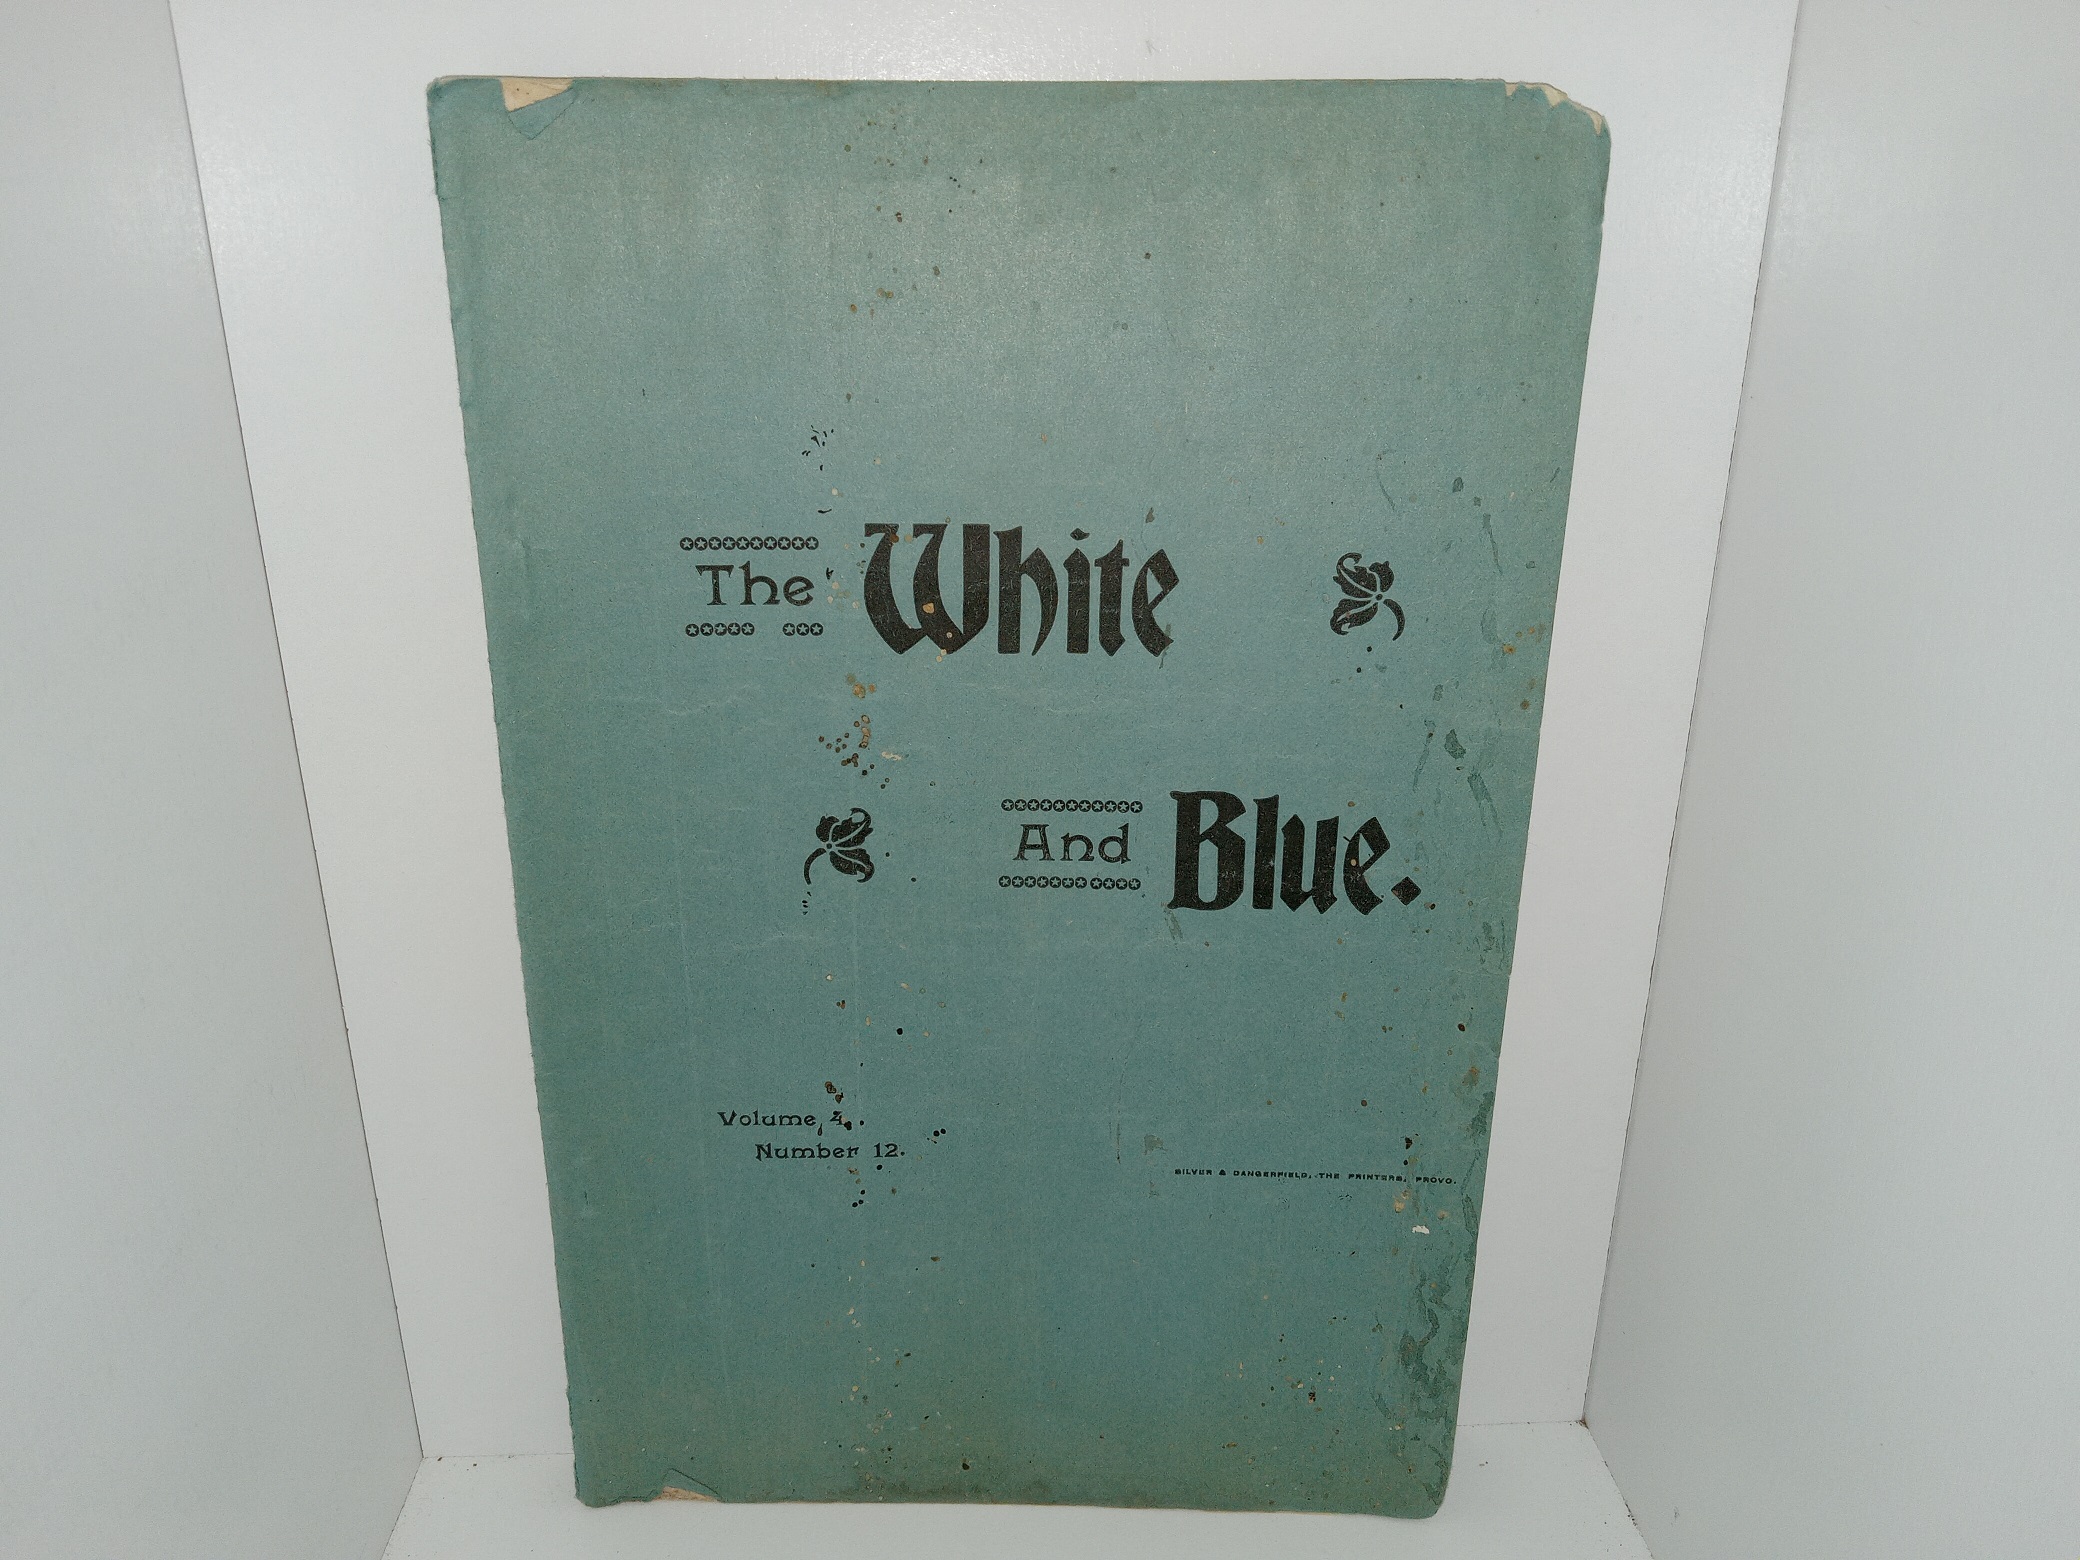 The White
And Blue.
Volume 4.
Number 12.
SILVER & DANGERFIELD, THE PRINTERS, PROVO.